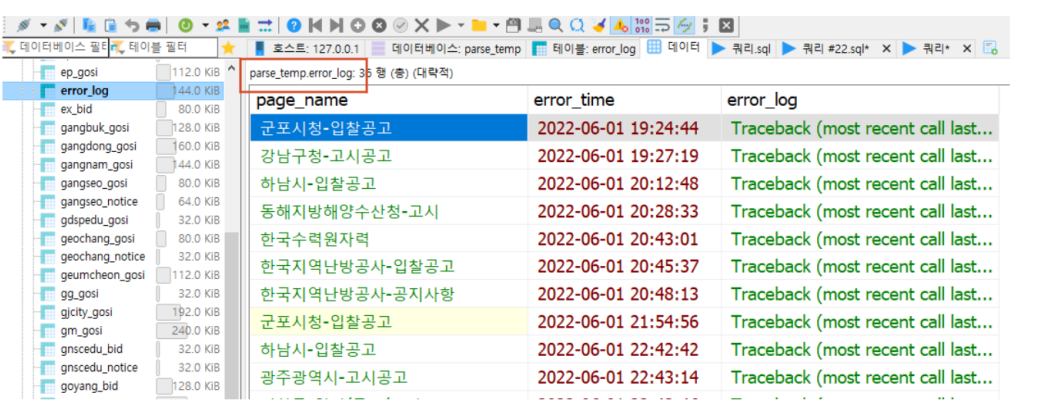 데이터베이스 필터 테이블 필터 호스트: 127.0.0.1 데이터베이스: parse_temp 테이블: error_log 데이터 쿼리.sql 쿼리 #22.sql* 쿼리*
ep_gosi 112.0 KiB
error_log 144.0 KiB
ex_bid 80.0 KiB
gangbuk_gosi 128.0 KiB
gangdong_gosi 160.0 KiB
gangnam_gosi 144.0 KiB
gangseo_gosi 80.0 KiB
gangseo_notice 64.0 KiB
gdspedu_gosi 32.0 KiB
geochang_gosi 80.0 KiB
geochang_notice 32.0 KiB
geumcheon_gosi 112.0 KiB
gg_gosi 32.0 KiB
gjcity_gosi 192.0 KiB
gm_gosi 240.0 KiB
gnscedu_bid 32.0 KiB
gnscedu_notice 32.0 KiB
goyang_bid 128.0 KiB
parse_temp.error_log: 행 (총) (대략적)
page_name error_time error_log
군포시청-입찰공고 2022-06-01 19:24:44 Traceback (most recent call last...
강남구청-고시공고 2022-06-01 19:27:19 Traceback (most recent call last...
하남시-입찰공고 2022-06-01 20:12:48 Traceback (most recent call last...
동해지방해양수산청-고시 2022-06-01 20:28:33 Traceback (most recent call last...
한국수력원자력 2022-06-01 20:43:01 Traceback (most recent call last...
한국지역난방공사-입찰공고 2022-06-01 20:45:37 Traceback (most recent call last...
한국지역난방공사-공지사항 2022-06-01 20:48:13 Traceback (most recent call last...
군포시청-입찰공고 2022-06-01 21:54:56 Traceback (most recent call last...
하남시-입찰공고 2022-06-01 22:42:42 Traceback (most recent call last...
광주광역시-고시공고 2022-06-01 22:43:14 Traceback (most recent call last...